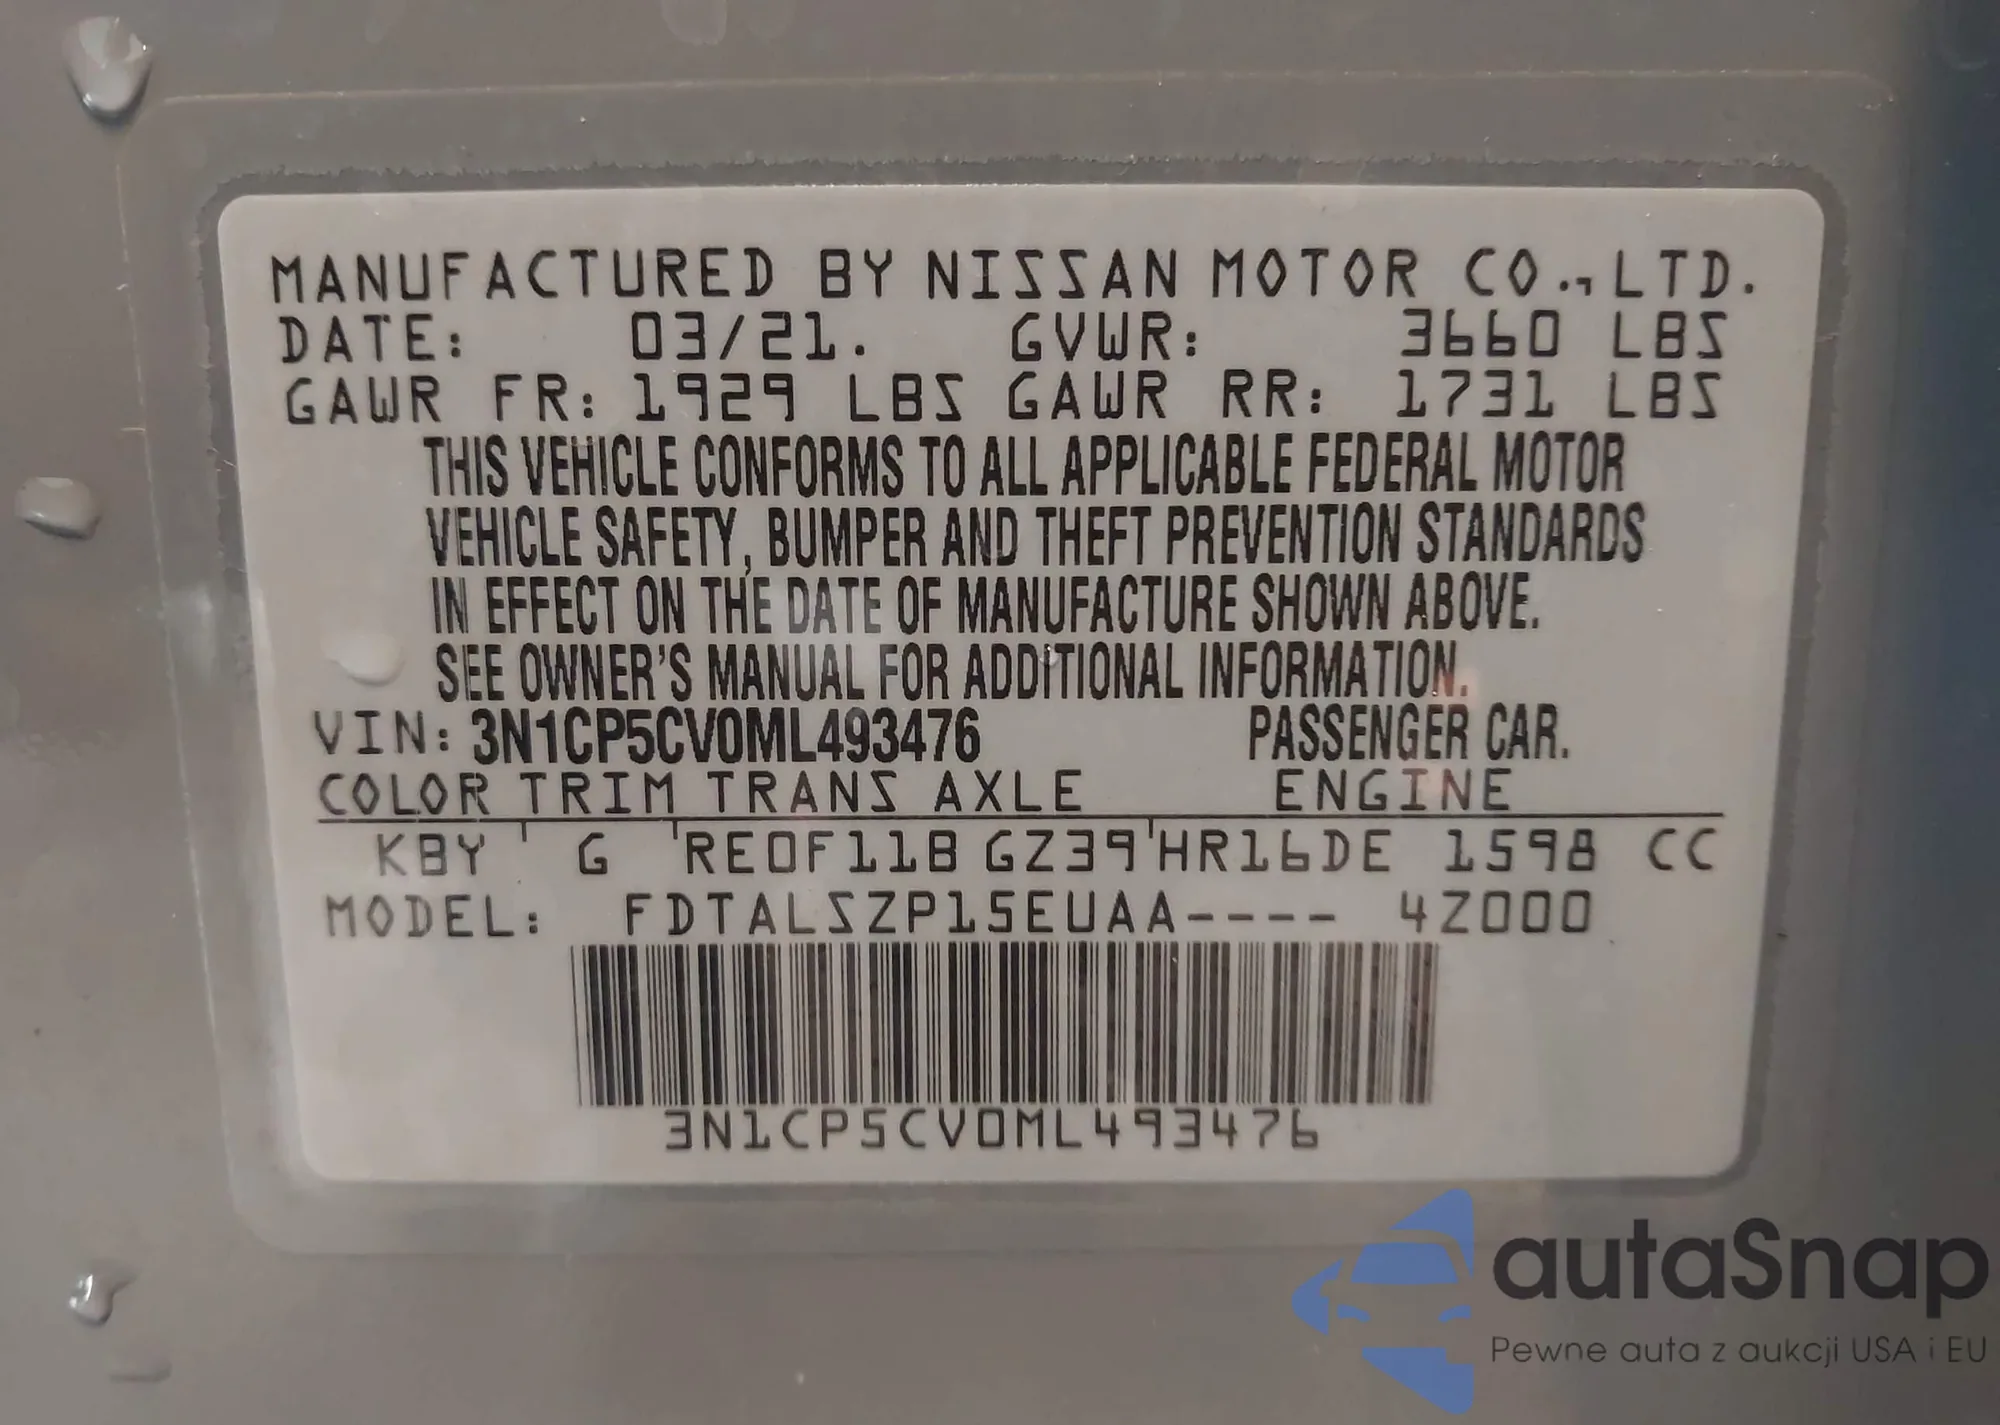 MANUFACTURED BY NISSAN MOTOR CO., LTD.
DATE: 03/21. GVWR: 3660 LBS
GAWR FR: 1929 LBS GAWR RR: 1731 LBS
THIS VEHICLE CONFORMS TO ALL APPLICABLE FEDERAL MOTOR
VEHICLE SAFETY, BUMPER AND THEFT PREVENTION STANDARDS
IN EFFECT ON THE DATE OF MANUFACTURE SHOWN ABOVE.
SEE OWNER'S MANUAL FOR ADDITIONAL INFORMATION.
VIN: 3N1CP5CV0ML493476 PASSENGER CAR.
COLOR TRIM TRANS AXLE ENGINE
KBY G RE0F11B GZ39 HR16DE 1598 CC
MODEL: FDTALSZP15EUAA---- 4Z000
3N1CP5CV0ML493476
autaSnap
Pewne auta z aukcji USA i EU